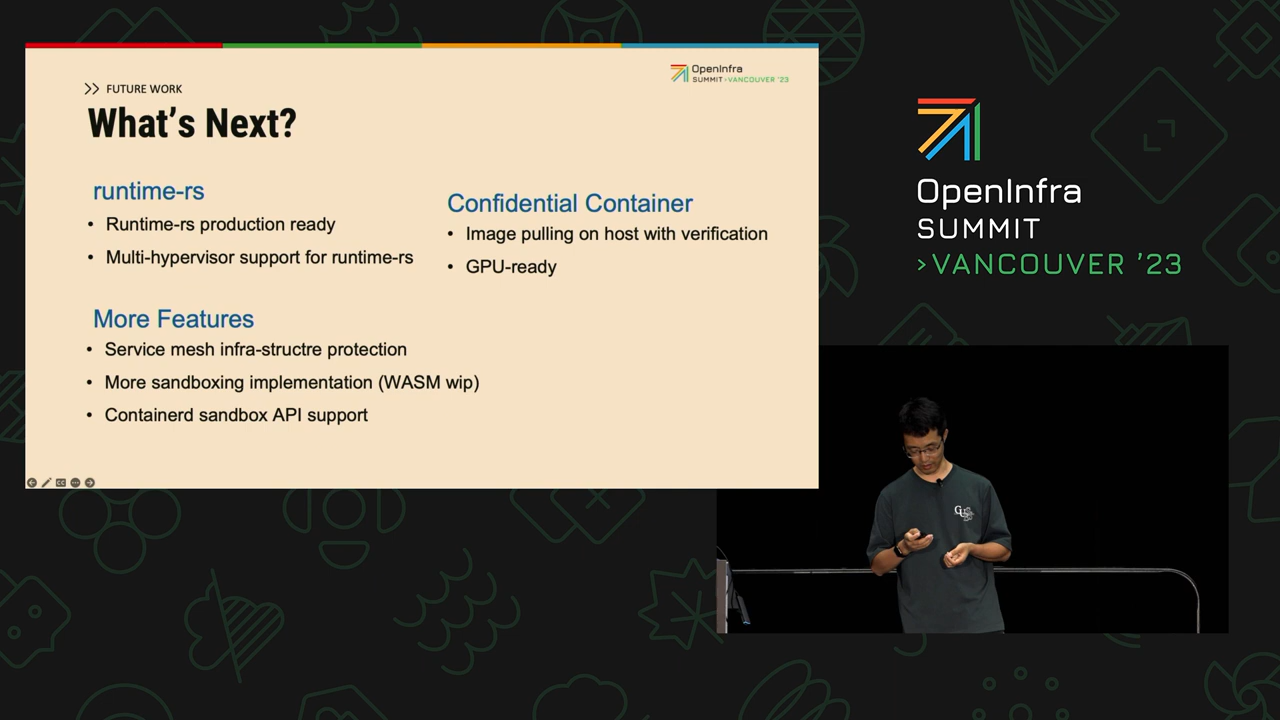 OpenInfra
SUMMIT >VANCOUVER '23
>> FUTURE WORK
What's Next?
runtime-rs
• Runtime-rs production ready
• Multi-hypervisor support for runtime-rs
Confidential Container
• Image pulling on host with verification
• GPU-ready
More Features
• Service mesh infra-structre protection
• More sandboxing implementation (WASM wip)
• Containerd sandbox API support
OpenInfra
SUMMIT
>VANCOUVER '23